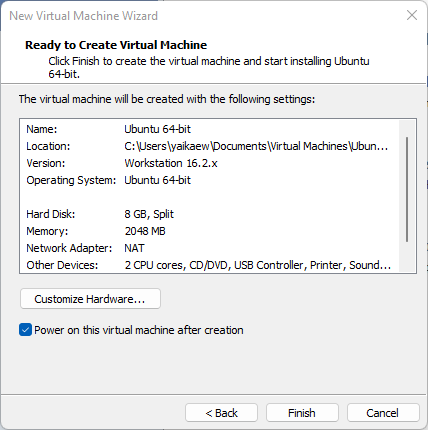 New Virtual Machine Wizard
Ready to Create Virtual Machine
Click Finish to create the virtual machine and start installing Ubuntu
64-bit.
The virtual machine will be created with the following settings:
Name: Ubuntu 64-bit
Location: C:\Users\yaikaew\Documents\Virtual Machines\Ubun...
Version: Workstation 16.2.x
Operating System: Ubuntu 64-bit
Hard Disk: 8 GB, Split
Memory: 2048 MB
Network Adapter: NAT
Other Devices: 2 CPU cores, CD/DVD, USB Controller, Printer, Sound...
Customize Hardware...
Power on this virtual machine after creation
< Back Finish Cancel